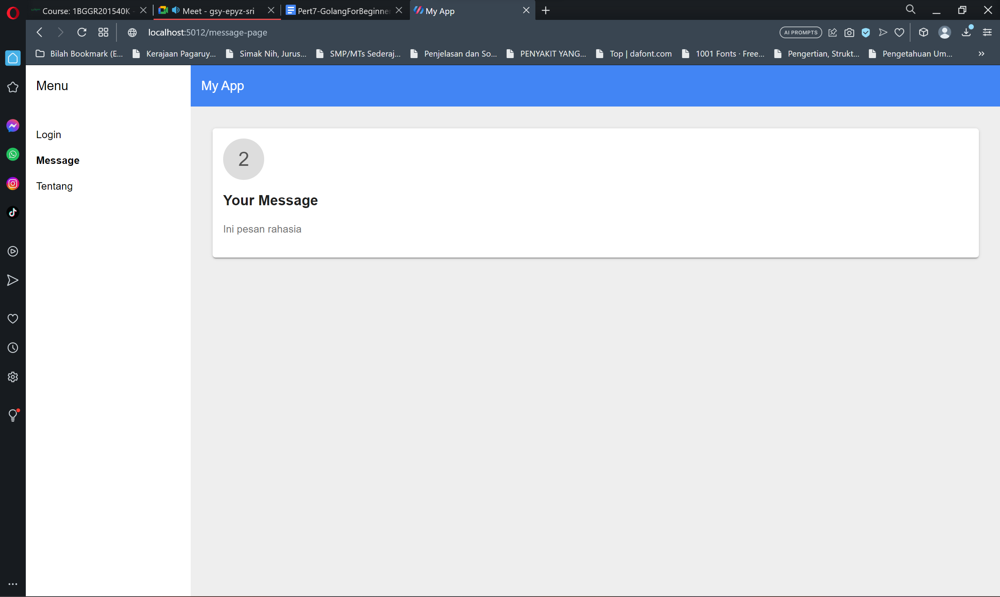 Course: 1BGGR201540K -
Meet - gsy-epyz-sri
Pert7-GolangForBeginner
My App
localhost:5012/message-page
AI PROMPTS
Bilah Bookmark (E...
Kerajaan Pagaruy...
Simak Nih, Jurus...
SMP/MTs Sederaj...
Penjelasan dan So...
PENYAKIT YANG...
Top | dafont.com
1001 Fonts · Free...
Pengertian, Strukt...
Pengetahuan Um...
Menu
My App
Login
Message
Tentang
2
Your Message
Ini pesan rahasia